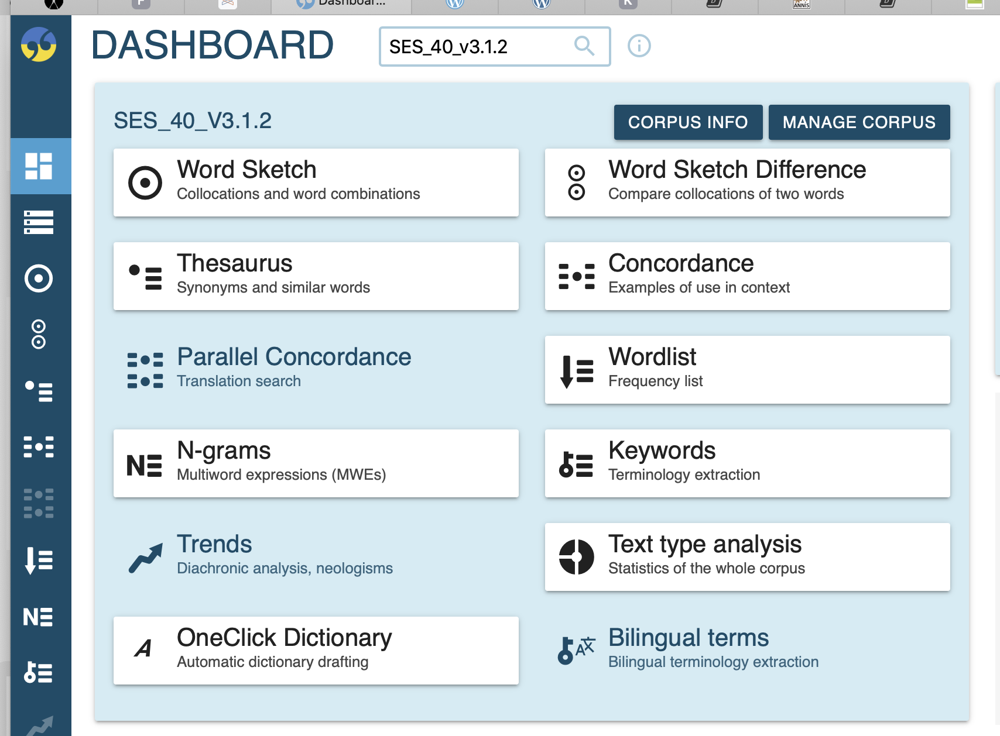 Dashboar...
DASHBOARD
SES_40_v3.1.2
SES_40_V3.1.2
CORPUS INFO
MANAGE CORPUS
Word Sketch
Collocations and word combinations
Word Sketch Difference
Compare collocations of two words
Thesaurus
Synonyms and similar words
Concordance
Examples of use in context
Parallel Concordance
Translation search
Wordlist
Frequency list
N-grams
Multiword expressions (MWEs)
Keywords
Terminology extraction
Trends
Diachronic analysis, neologisms
Text type analysis
Statistics of the whole corpus
OneClick Dictionary
Automatic dictionary drafting
Bilingual terms
Bilingual terminology extraction
ANNIS